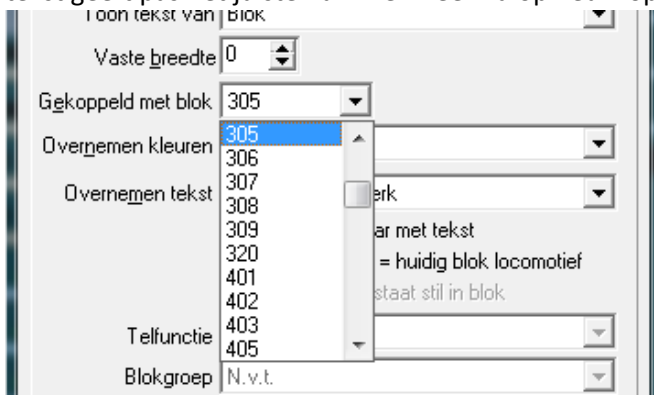 Toon tekst van Blok
Vaste breedte 0
Gekoppeld met blok 305
Overnemen kleuren
305
306
Overnemen tekst
307
308
erk
309
ar met tekst
320
= huidig blok locomotief
401
402
staat stil in blok
403
Telfunctie
405
Blokgroep N.v.t.